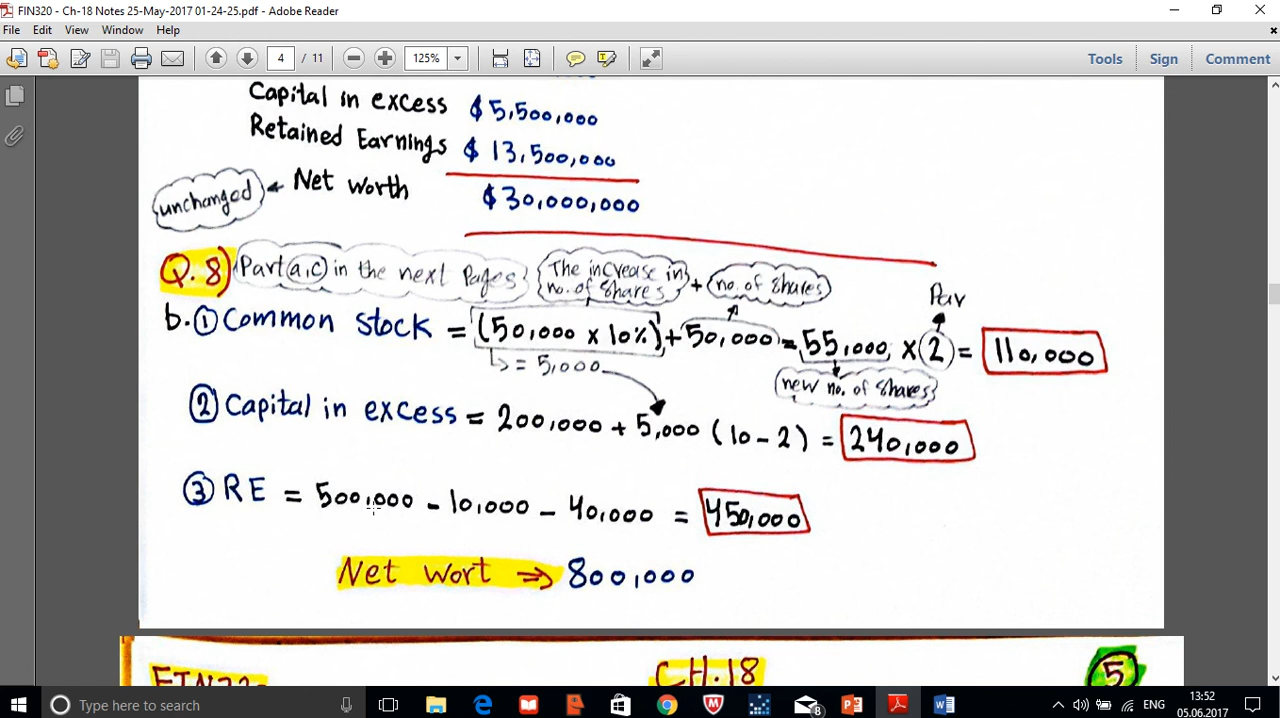 FIN320 - Ch-18 Notes 25-May-2017 01-24-25.pdf - Adobe Reader
File Edit View Window Help
4 / 11 125% Tools Sign Comment
Capital in excess $ 5,500,000
Retained Earnings $ 13,500,000
unchanged Net worth $30,000,000
Q.8) Part (a,c) in the next Pages The increase in no. of shares + no. of shares
Par
b. ① Common stock = (50,000 x 10%) + 50,000 = 55,000 x 2 = 110,000
= 5,000 new no. of shares
② Capital in excess = 200,000 + 5,000 (10 - 2) = 240,000
③ RE = 500,000 - 10,000 - 40,000 = 450,000
Net wort ⇒ 800,000
CH.18 5
Type here to search 8 ENG 13:52
05.06.2017